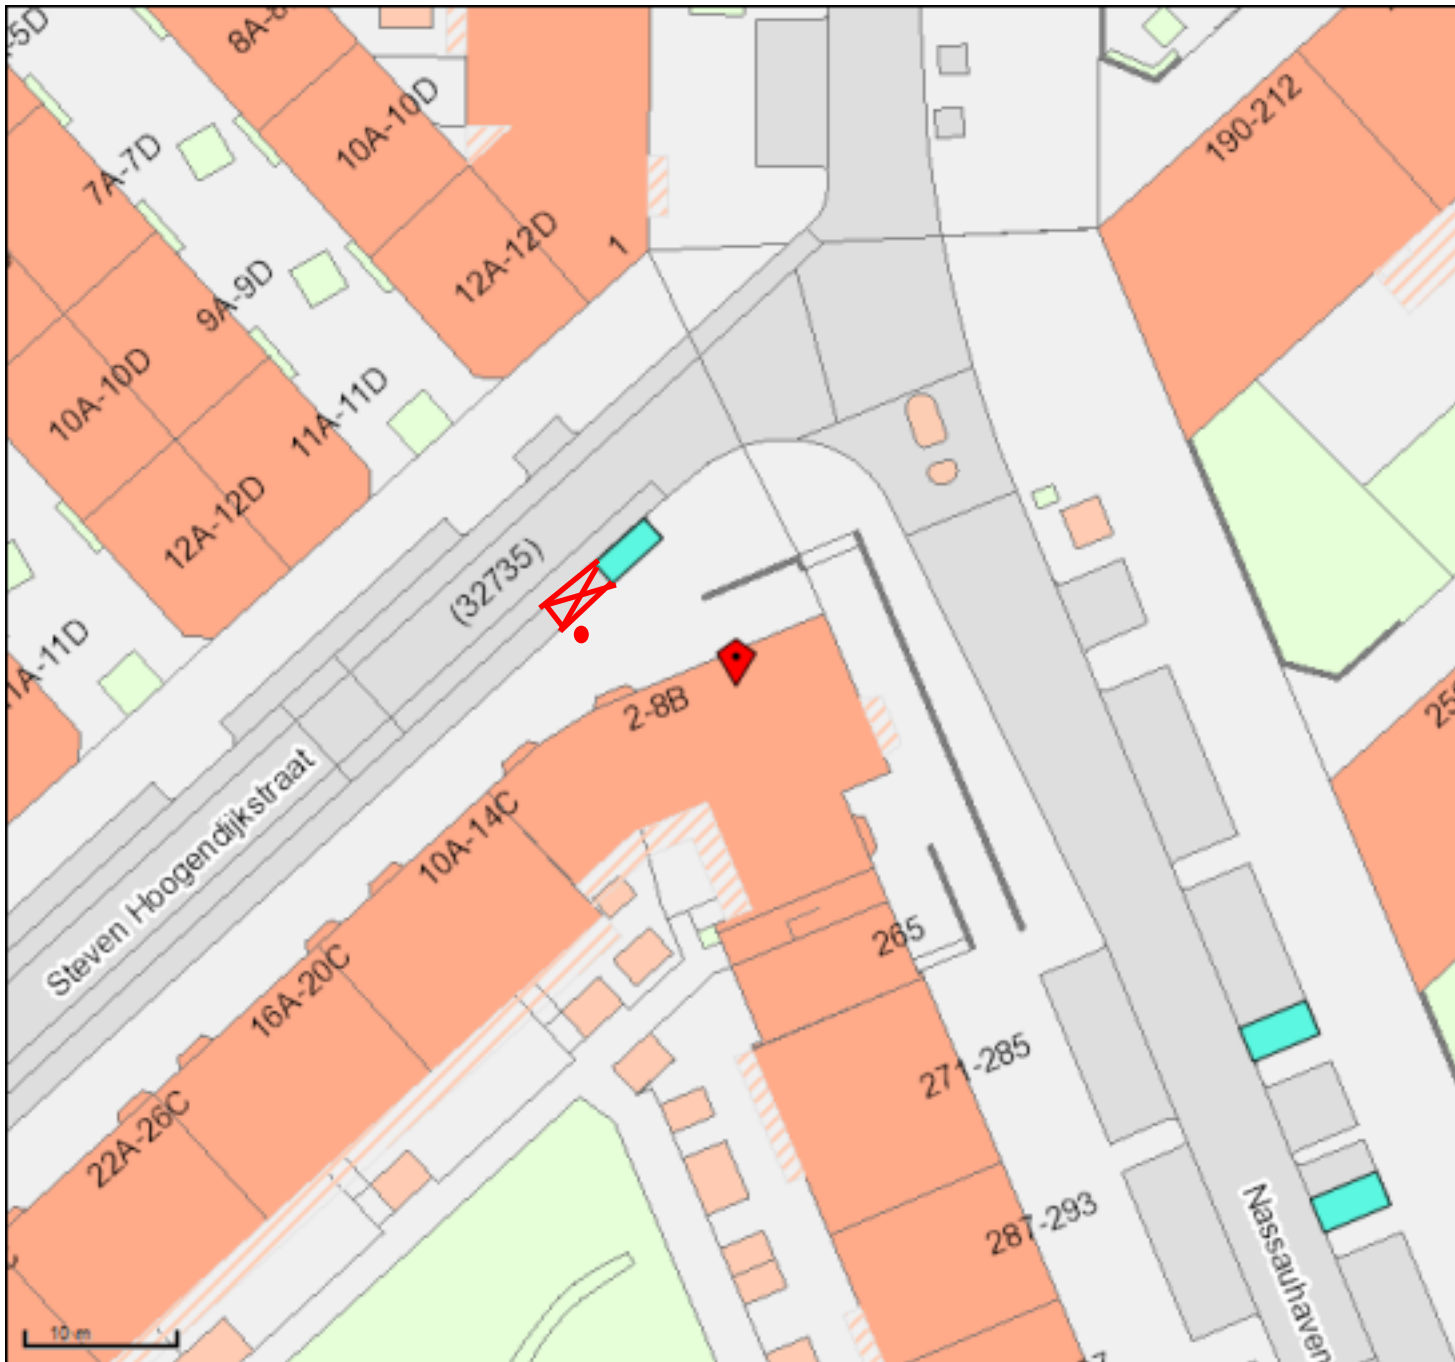 8A-8
10A-10D
7A-7D
12A-12D
1
190-212
9A-9D
10A-10D
11A-11D
12A-12D
(32735)
11A-11D
2-8B
Steven Hoogendijkstraat
10A-14C
265
16A-20C
271-285
22A-26C
287-293
Nassauhaven
10 m